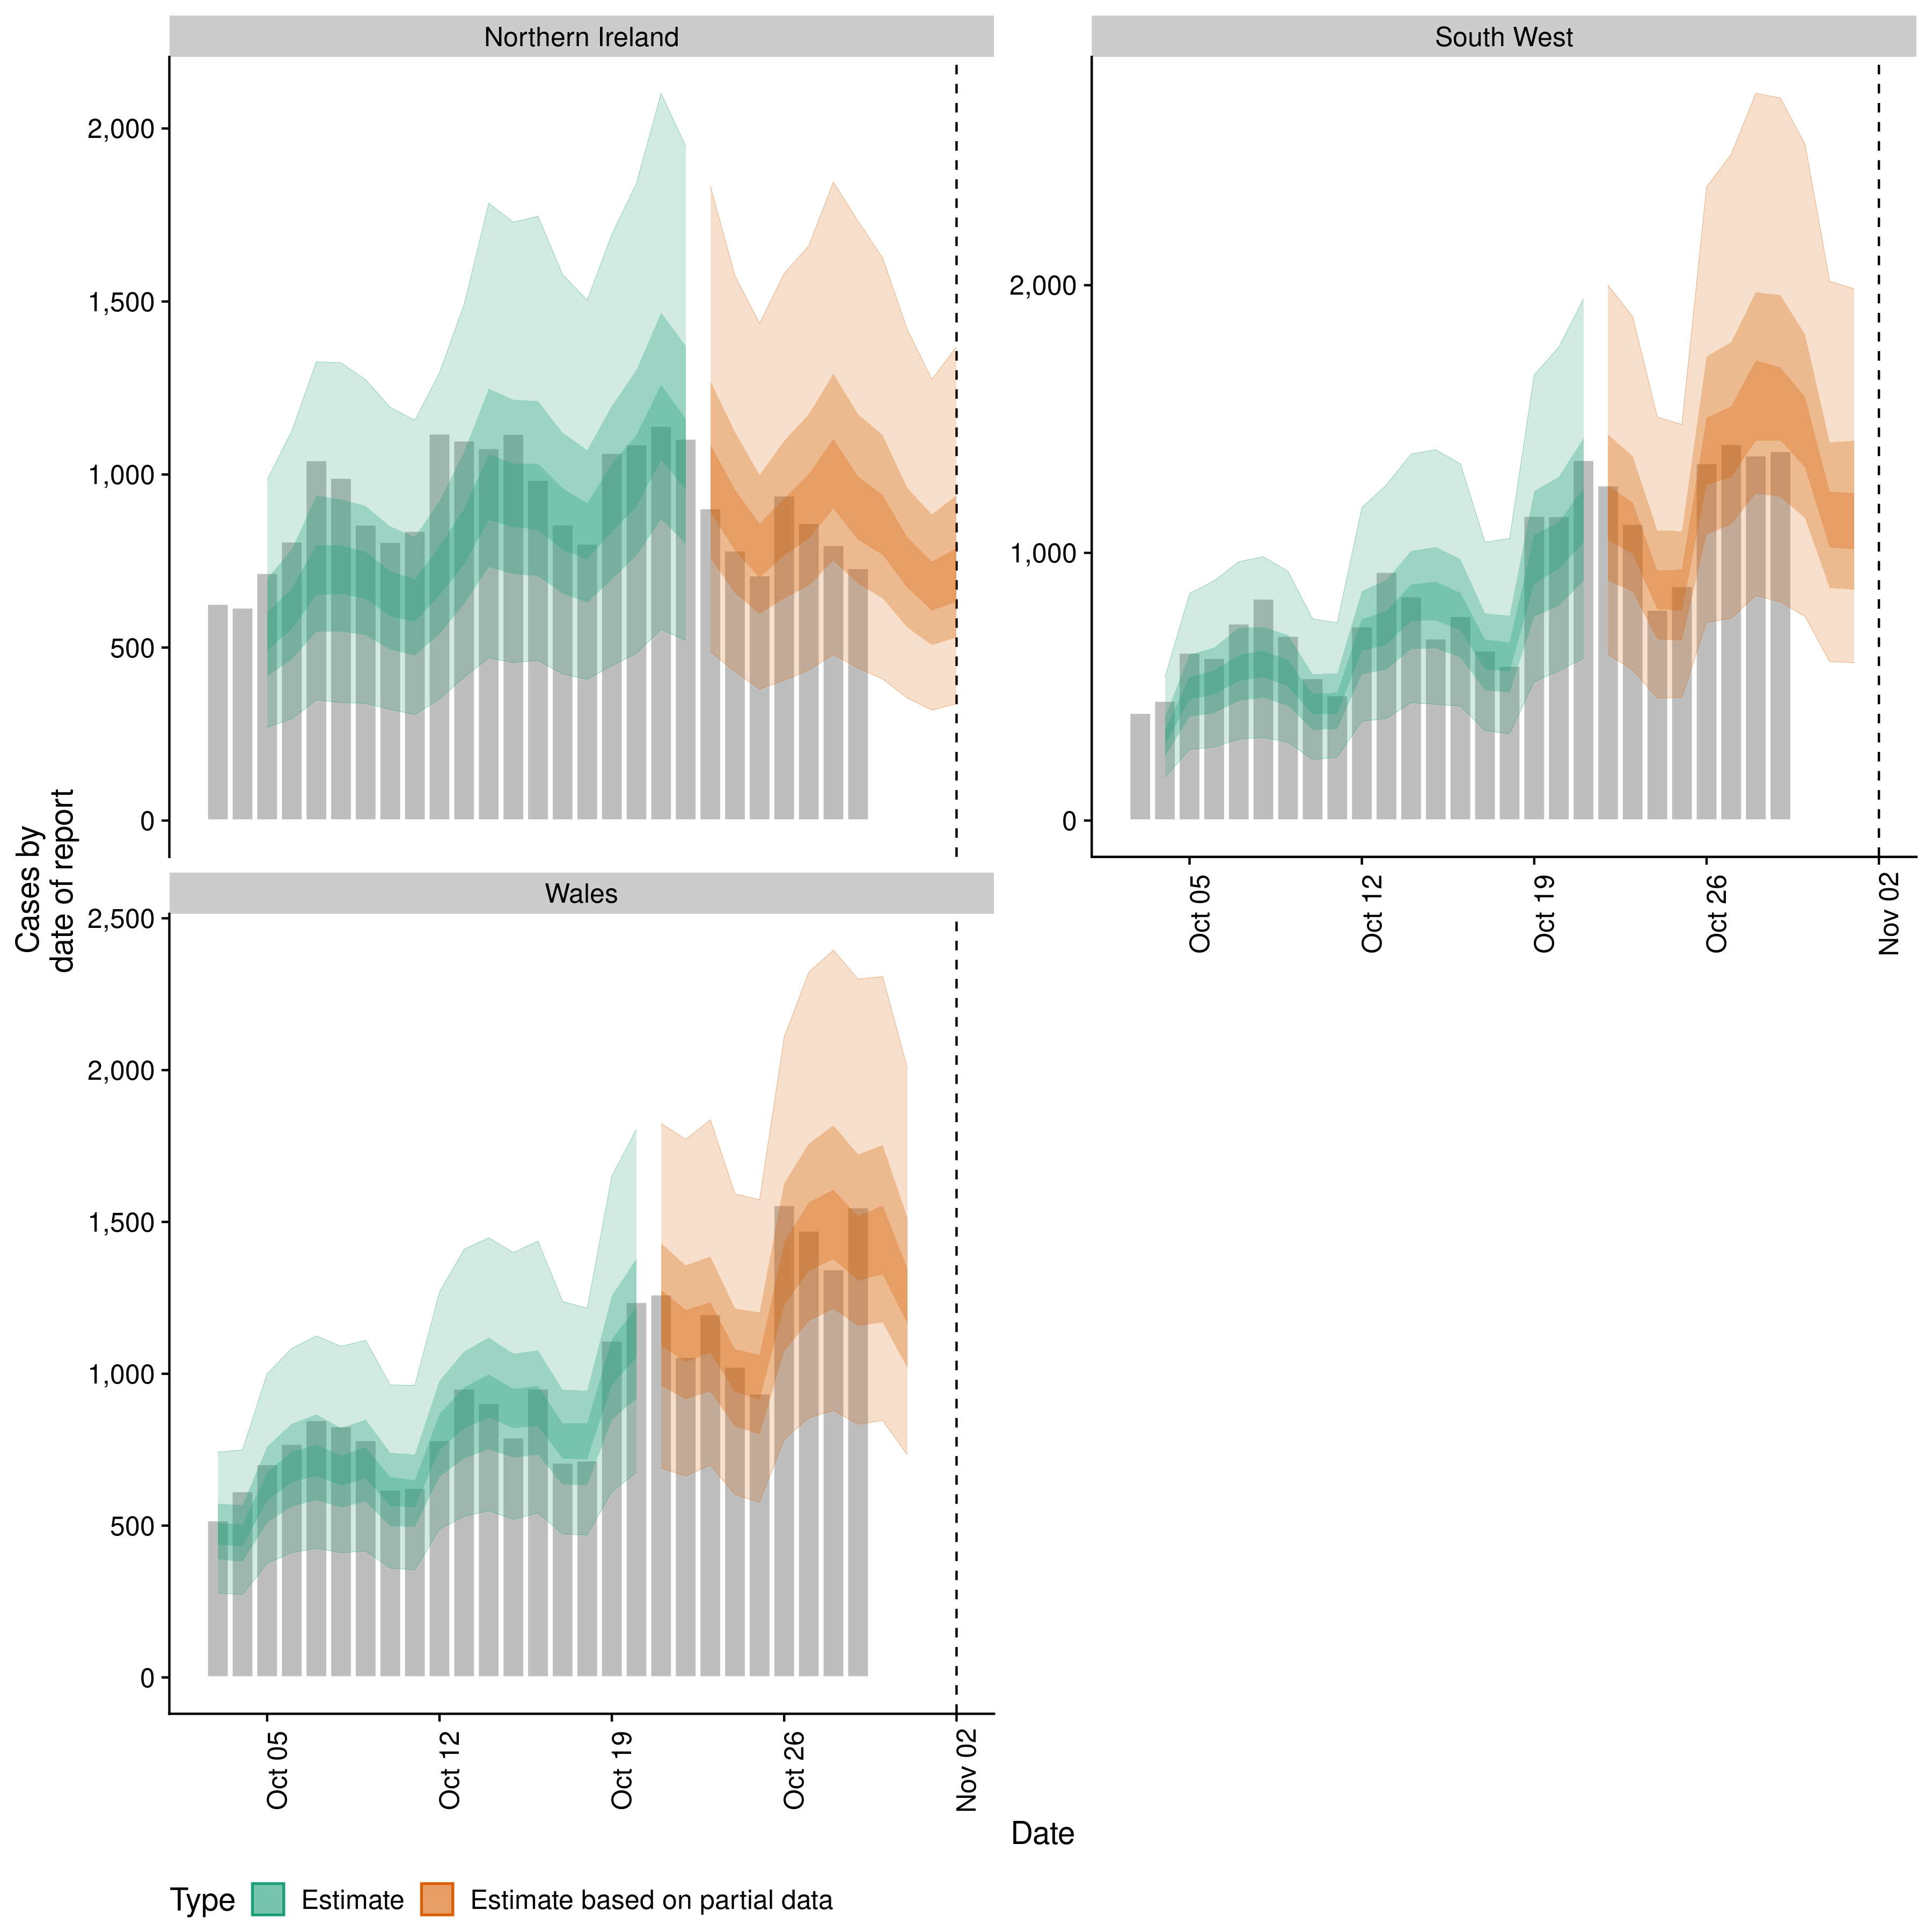 Northern Ireland
South West
2,000
1,500
1,000
500
0
2,000
1,000
0
Oct 05
Oct 12
Oct 19
Oct 26
Nov 02
Cases by
date of report
Wales
2,500
2,000
1,500
1,000
500
0
Oct 05
Oct 12
Oct 19
Oct 26
Nov 02
Date
Type
Estimate
Estimate based on partial data